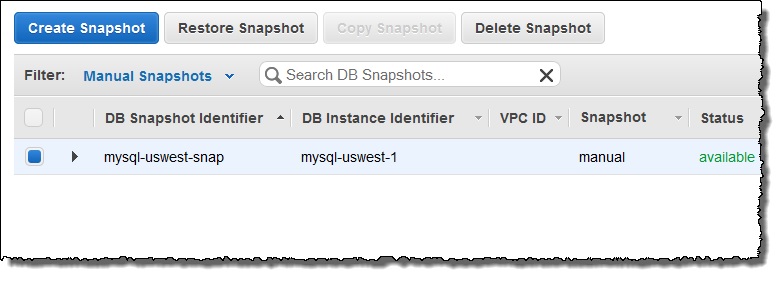 Create Snapshot Restore Snapshot Copy Snapshot Delete Snapshot
Filter: Manual Snapshots Search DB Snapshots...
DB Snapshot Identifier DB Instance Identifier VPC ID Snapshot Status
mysql-uswest-snap mysql-uswest-1 manual available